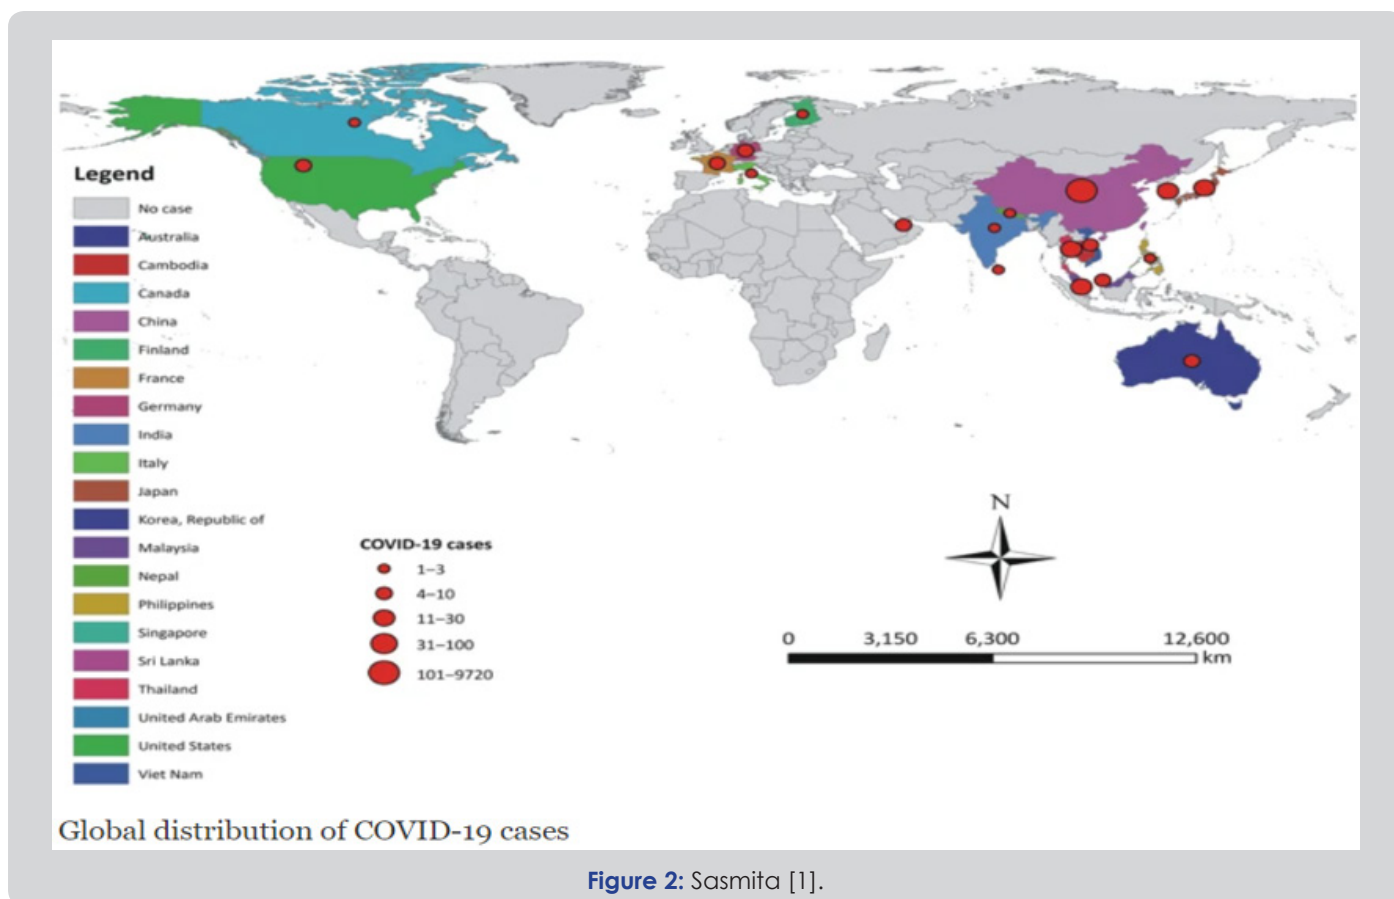 Legend
No case
Australia
Cambodia
Canada
China
Finland
France
Germany
India
Italy
Japan
Korea, Republic of
Malaysia
Nepal
Philippines
Singapore
Sri Lanka
Thailand
United Arab Emirates
United States
Viet Nam
COVID-19 cases
1–3
4–10
11–30
31–100
101–9720
N
0 3,150 6,300 12,600
km
Global distribution of COVID-19 cases
Figure 2: Sasmita [1].